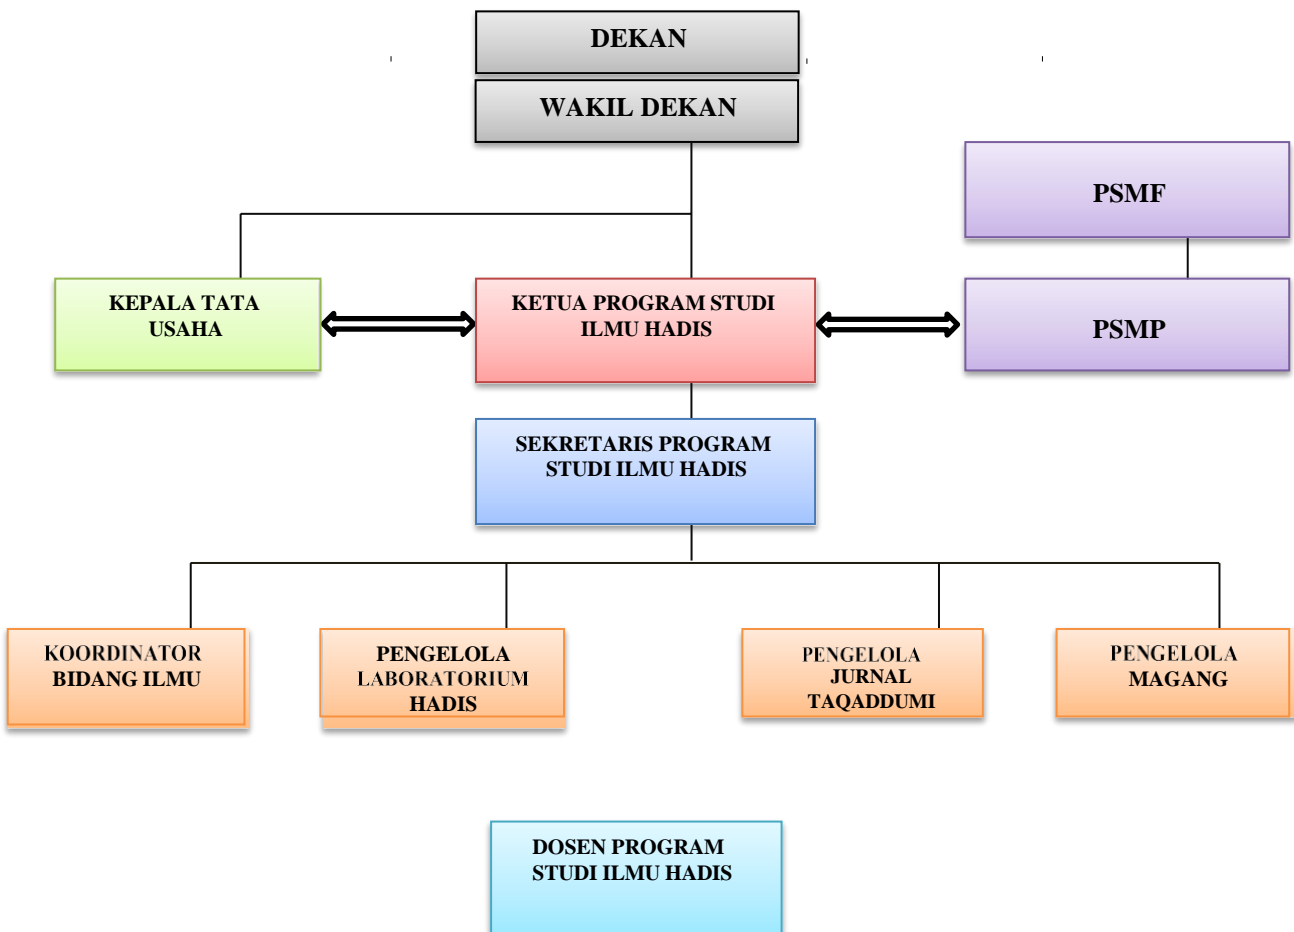 DEKAN
WAKIL DEKAN
PSMF
KEPALA TATA
USAHA
KETUA PROGRAM STUDI
ILMU HADIS
PSMP
SEKRETARIS PROGRAM
STUDI ILMU HADIS
KOORDINATOR
BIDANG ILMU
PENGELOLA
LABORATORIUM
HADIS
PENGELOLA
JURNAL
TAQADDUMI
PENGELOLA
MAGANG
DOSEN PROGRAM
STUDI ILMU HADIS